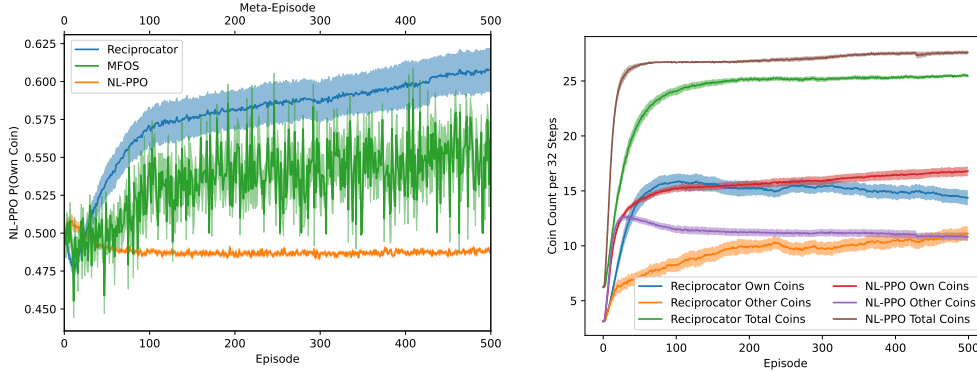 Meta-Episode
0 100 200 300 400 500
NL-PPO P(Own Coin)
0.625
0.600
0.575
0.550
0.525
0.500
0.475
0.450
Reciprocator
MFOS
NL-PPO
0 100 200 300 400 500
Episode
Coin Count per 32 Steps
25
20
15
10
5
Reciprocator Own Coins
Reciprocator Other Coins
Reciprocator Total Coins
NL-PPO Own Coins
NL-PPO Other Coins
NL-PPO Total Coins
0 100 200 300 400 500
Episode